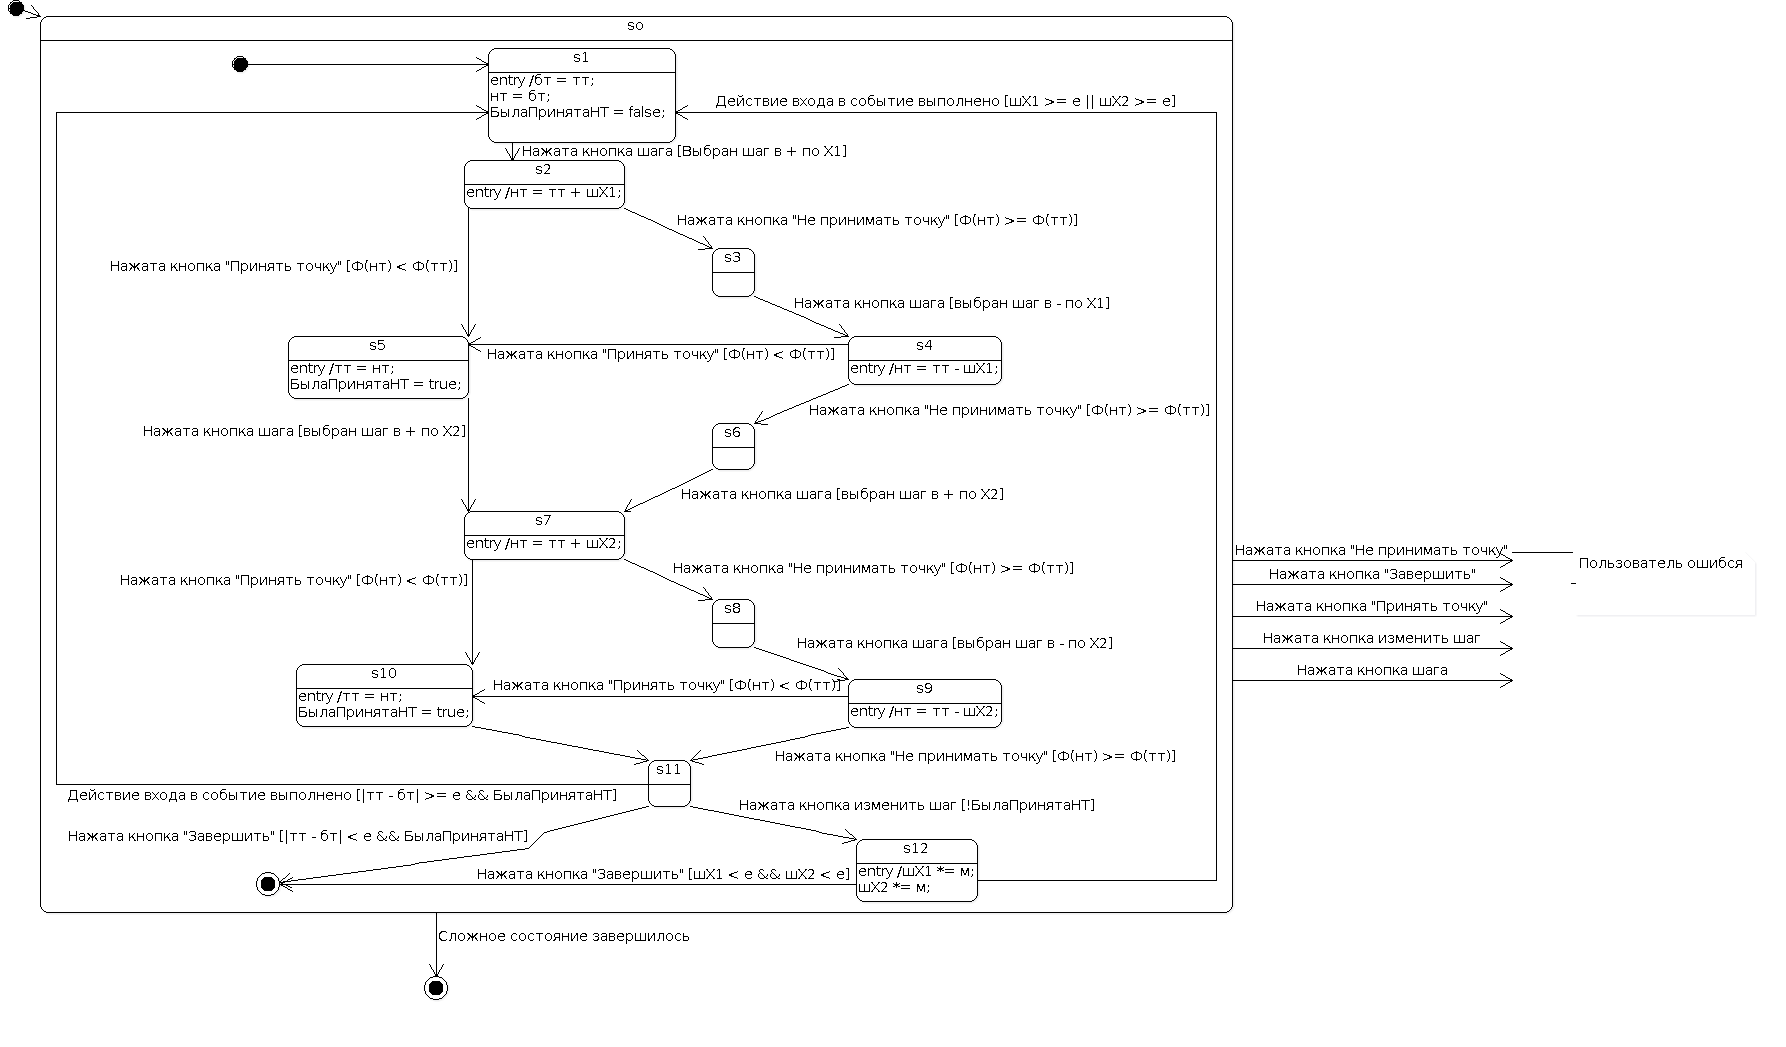 so
s1
entry /бт = тт;
нт = бт;
БылаПринятаНТ = false;
Действие входа в событие выполнено [шX1 >= e || шX2 >= e]
Нажата кнопка шага [Выбран шаг в + по X1]
s2
entry /нт = тт + шX1;
Нажата кнопка "Не принимать точку" [Ф(нт) >= Ф(тт)]
s3
Нажата кнопка "Принять точку" [Ф(нт) < Ф(тт)]
Нажата кнопка шага [выбран шаг в - по X1]
s5
entry /тт = нт;
БылаПринятаНТ = true;
Нажата кнопка "Принять точку" [Ф(нт) < Ф(тт)]
s4
entry /нт = тт - шX1;
Нажата кнопка "Не принимать точку" [Ф(нт) >= Ф(тт)]
Нажата кнопка шага [выбран шаг в + по X2]
s6
Нажата кнопка шага [выбран шаг в + по X2]
s7
entry /нт = тт + шX2;
Нажата кнопка "Не принимать точку"
Пользователь ошибся
Нажата кнопка "Завершить"
Нажата кнопка "Принять точку"
Нажата кнопка изменить шаг
Нажата кнопка шага
Нажата кнопка "Не принимать точку" [Ф(нт) >= Ф(тт)]
Нажата кнопка "Принять точку" [Ф(нт) < Ф(тт)]
s8
Нажата кнопка шага [выбран шаг в - по X2]
s10
entry /тт = нт;
БылаПринятаНТ = true;
Нажата кнопка "Принять точку" [Ф(нт) < Ф(тт)]
s9
entry /нт = тт - шX2;
Нажата кнопка "Не принимать точку" [Ф(нт) >= Ф(тт)]
s11
Действие входа в событие выполнено [|тт - бт| >= e && БылаПринятаНТ]
Нажата кнопка изменить шаг [!БылаПринятаНТ]
Нажата кнопка "Завершить" [|тт - бт| < e && БылаПринятаНТ]
s12
entry /шX1 *= м;
шX2 *= м;
Нажата кнопка "Завершить" [шX1 < e && шX2 < e]
Сложное состояние завершилось